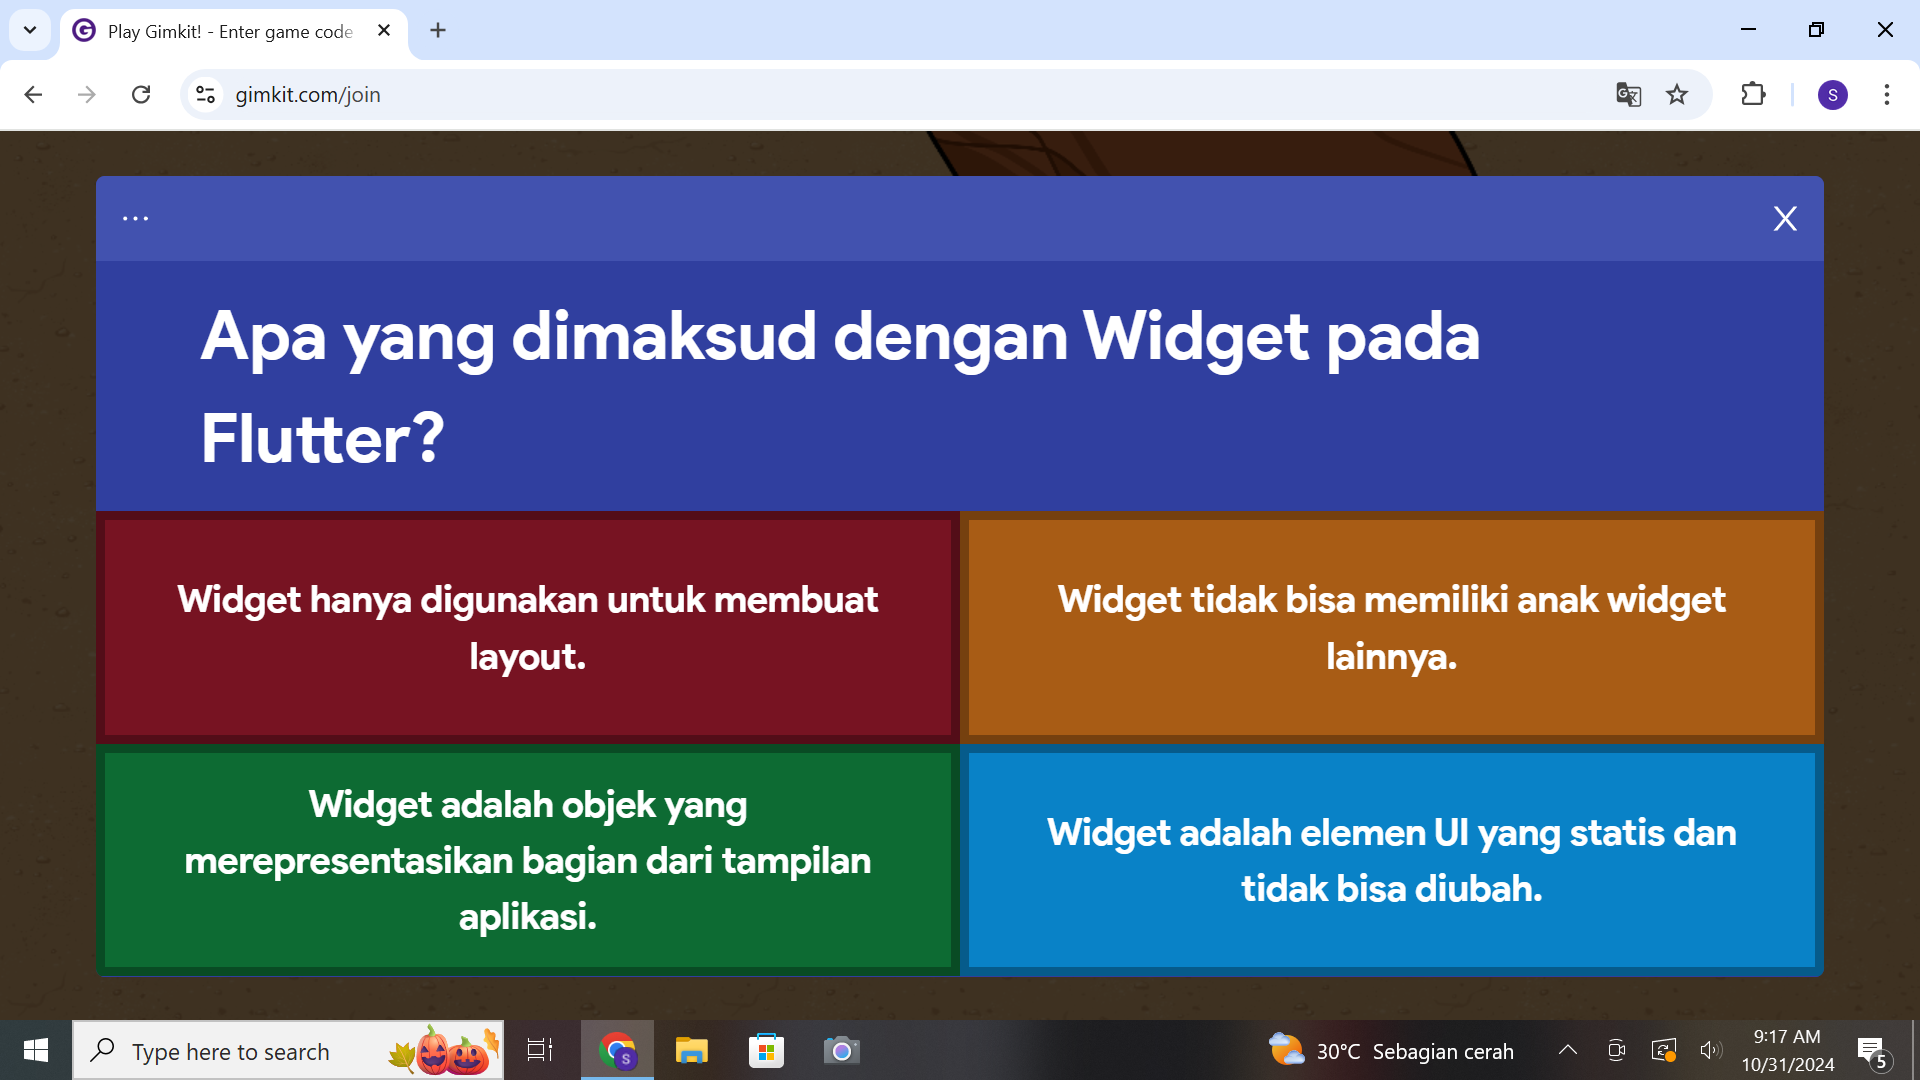 Play Gimkit! - Enter game code
gimkit.com/join
S
...
X
Apa yang dimaksud dengan Widget pada
Flutter?
Widget hanya digunakan untuk membuat
layout.
Widget tidak bisa memiliki anak widget
lainnya.
Widget adalah objek yang
merepresentasikan bagian dari tampilan
aplikasi.
Widget adalah elemen UI yang statis dan
tidak bisa diubah.
Type here to search
S
30°C Sebagian cerah
9:17 AM
10/31/2024
5